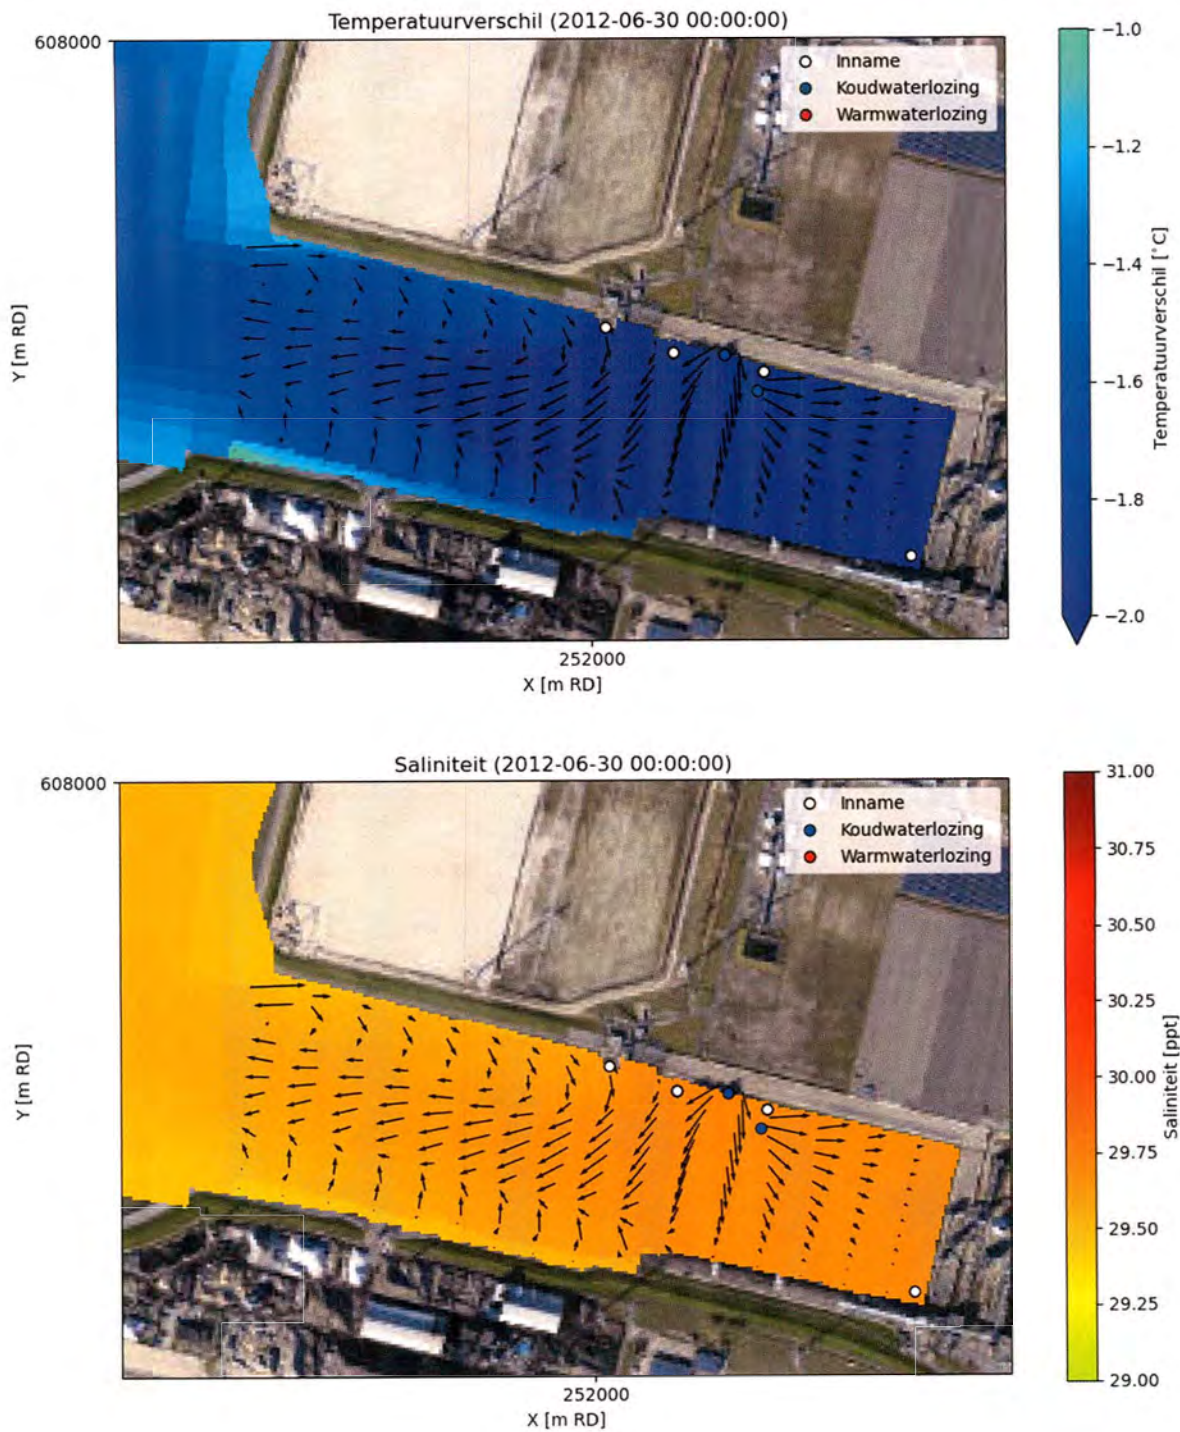 Temperatuurverschil (2012-06-30 00:00:00)
608000
Inname
Koudwaterlozing
Warmwaterlozing
Y [m RD]
252000
X [m RD]
−1.0
−1.2
−1.4
−1.6
−1.8
−2.0
Temperatuurverschil [°C]
Saliniteit (2012-06-30 00:00:00)
608000
Inname
Koudwaterlozing
Warmwaterlozing
Y [m RD]
252000
X [m RD]
31.00
30.75
30.50
30.25
30.00
29.75
29.50
29.25
29.00
Saliniteit [ppt]